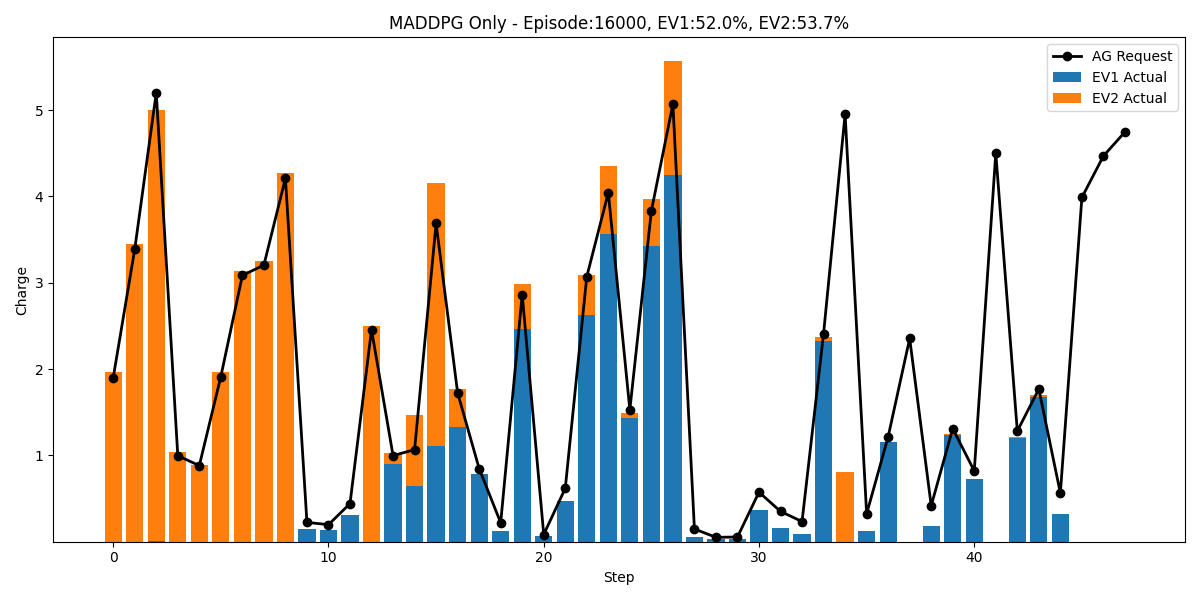 MADDPG Only - Episode:16000, EV1:52.0%, EV2:53.7%
AG Request
EV1 Actual
EV2 Actual
Charge
5
4
3
2
1
0
10
20
30
40
Step